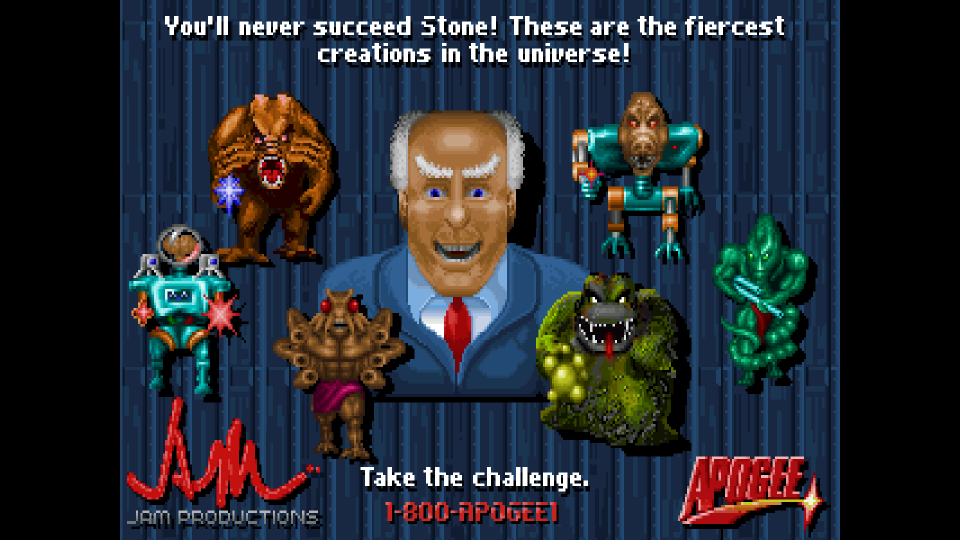 You'll never succeed Stone! These are the fiercest
creations in the universe!
Take the challenge.
1-800-APOGEE1
JAM
JAM PRODUCTIONS
APOGEE